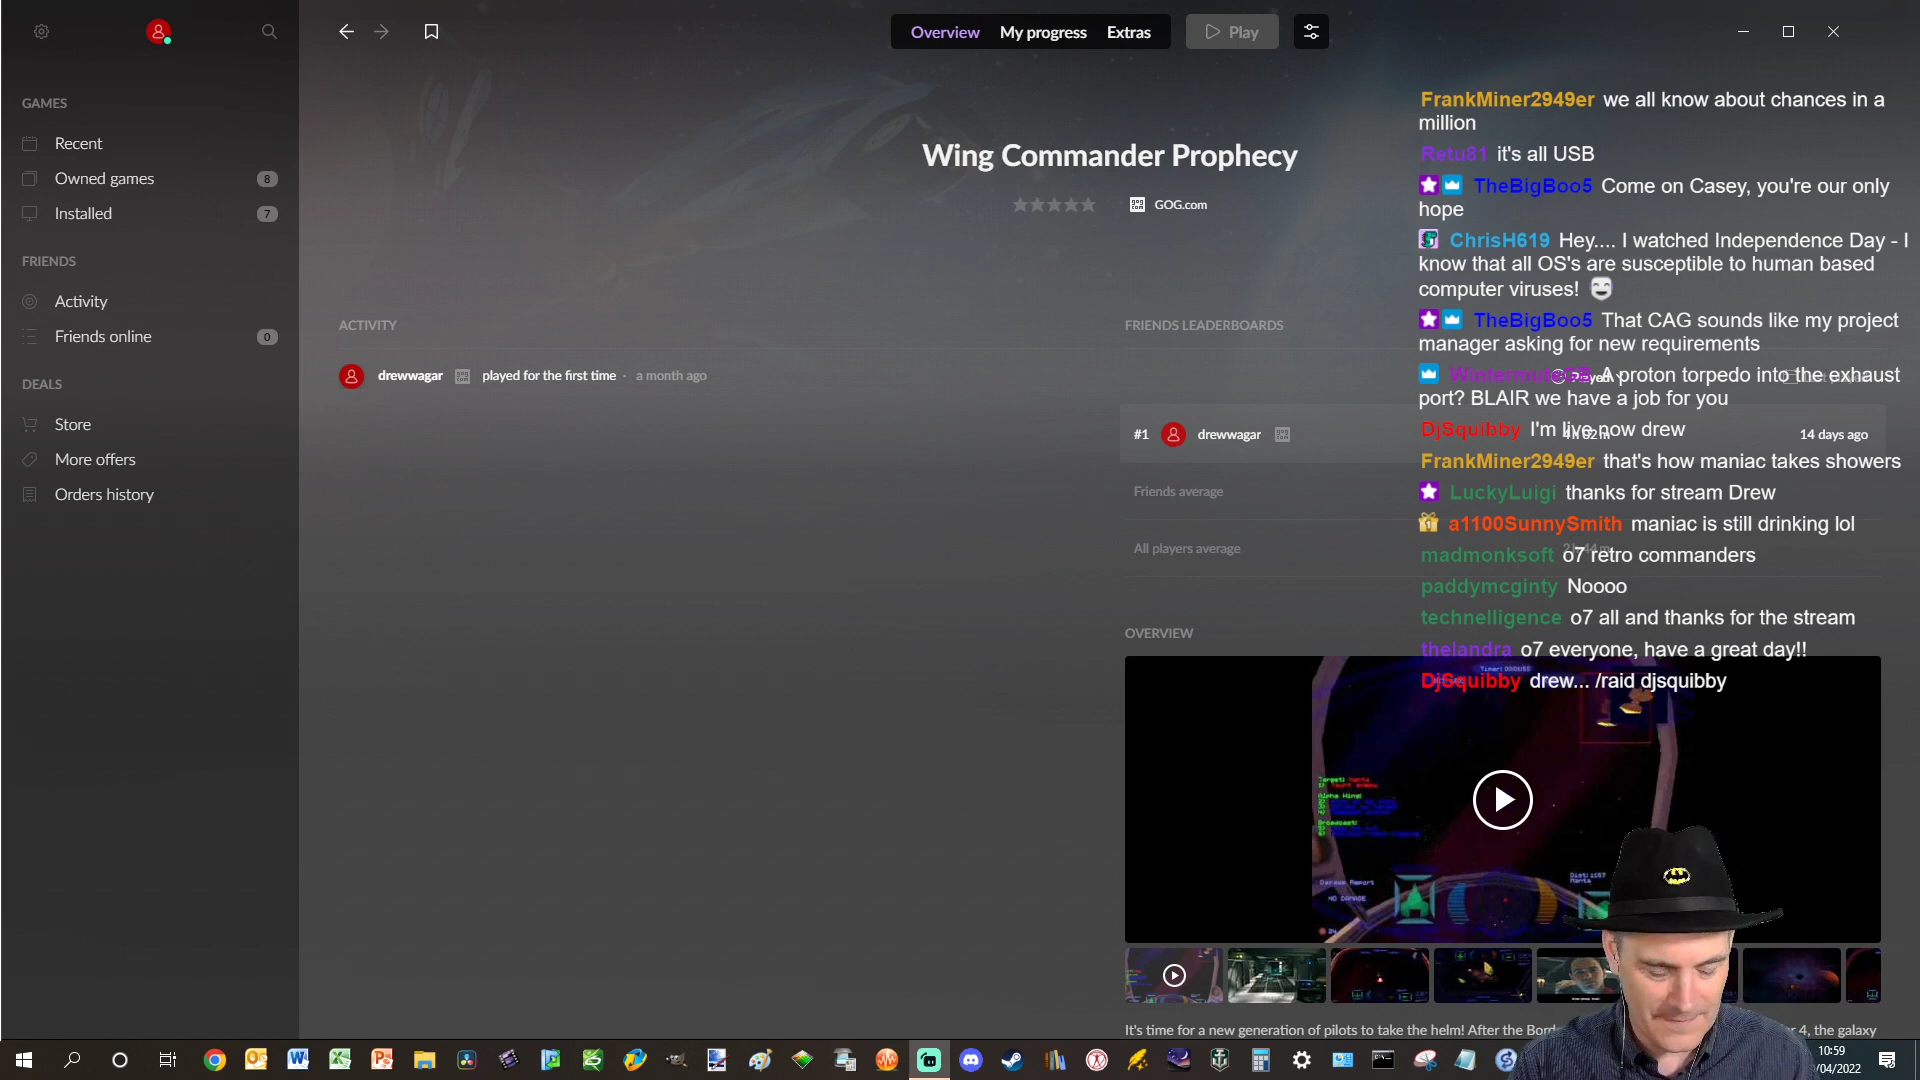 Overview My progress Extras Play
GAMES
Recent
Owned games 8
Installed 7
FRIENDS
Activity
Friends online 0
DEALS
Store
More offers
Orders history
Wing Commander Prophecy
GOG.com
ACTIVITY
drewwagar played for the first time · a month ago
FRIENDS LEADERBOARDS
#1 drewwagar 14 days ago
Friends average
All players average
OVERVIEW
FrankMiner2949er we all know about chances in a
million
Retu81 it's all USB
TheBigBoo5 Come on Casey, you're our only
hope
ChrisH619 Hey.... I watched Independence Day - I
know that all OS's are susceptible to human based
computer viruses!
TheBigBoo5 That CAG sounds like my project
manager asking for new requirements
A proton torpedo into the exhaust
port? BLAIR we have a job for you
DjSquibby I'm live now drew
FrankMiner2949er that's how maniac takes showers
LuckyLuigi thanks for stream Drew
a1100SunnySmith maniac is still drinking lol
madmonksoft o7 retro commanders
paddymcginty Noooo
technelligence o7 all and thanks for the stream
thelandra o7 everyone, have a great day!!
DjSquibby drew... /raid djsquibby
Damage Report
NO DAMAGE
It's time for a new generation of pilots to take the helm! After the 4, the galaxy
10:59
/04/2022